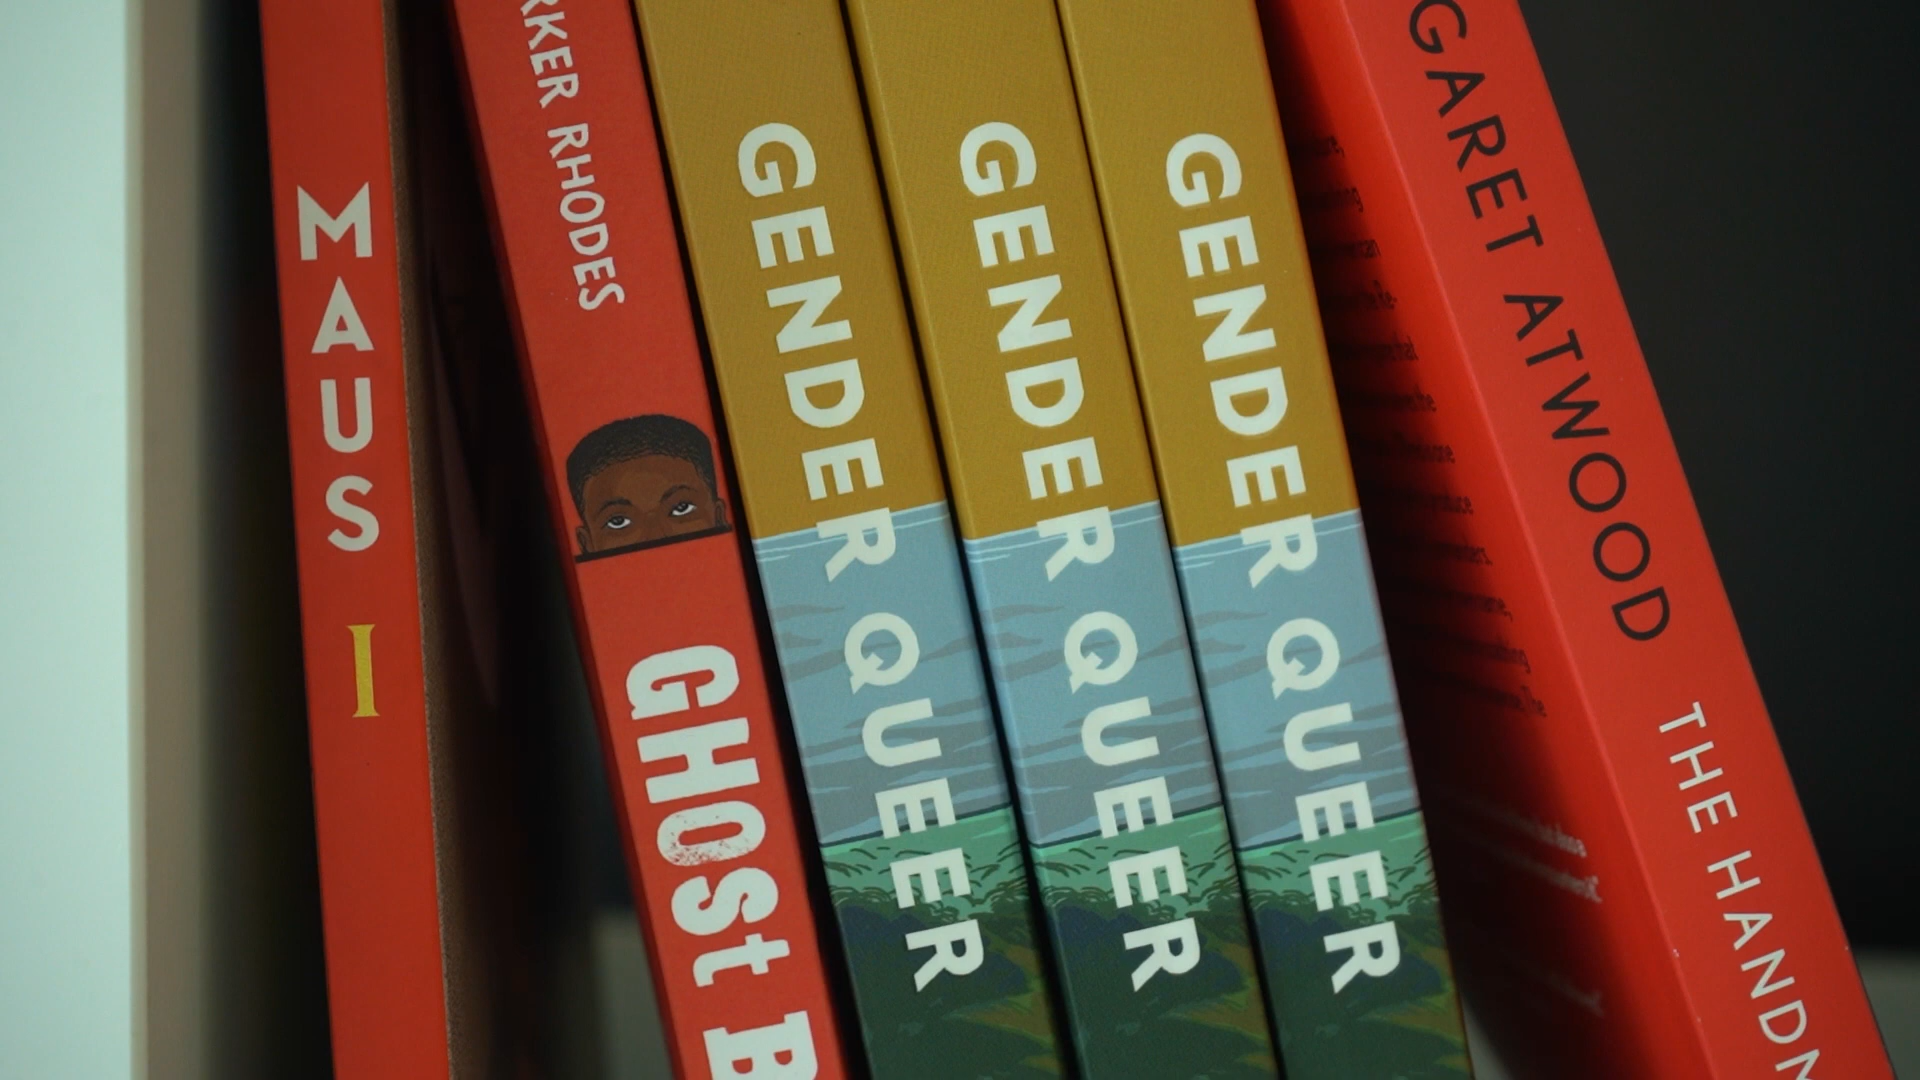 MAUS I
RKER RHODES
GHOST B
GENDER QUEER
GENDER QUEER
GENDER QUEER
GARET ATWOOD THE HANDM